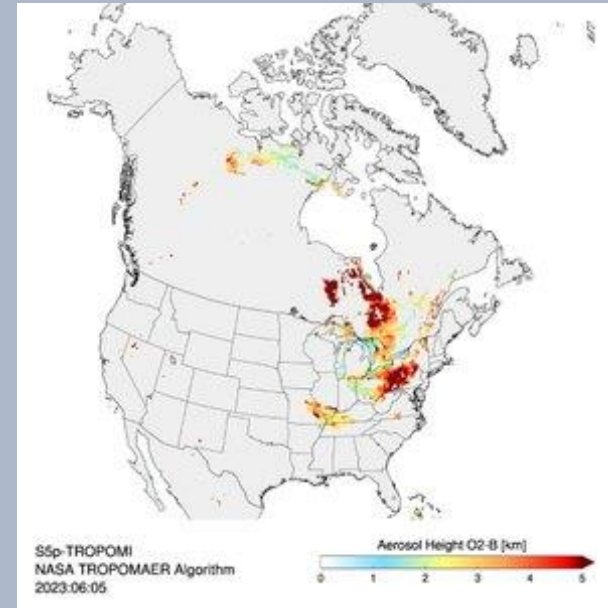 S5p-TROPOMI
NASA TROPOMAER Algorithm
2023:06:05
Aerosol Height O2-B [km]
0 1 2 3 4 5